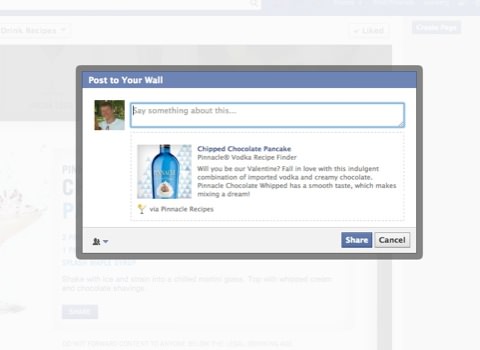 Drink Recipes
Liked
Create Page
Post to Your Wall
Say something about this...
PINNACLE
Chipped Chocolate Pancake
Pinnacle® Vodka Recipe Finder
Will you be our Valentine? Fall in love with this indulgent
combination of imported vodka and creamy chocolate.
Pinnacle Chocolate Whipped has a smooth taste, which makes
mixing a dream!
via Pinnacle Recipes
Share
Cancel
Shake with ice and strain into a chilled martini glass. Top with whipped cream
and chocolate shavings.
SHARE